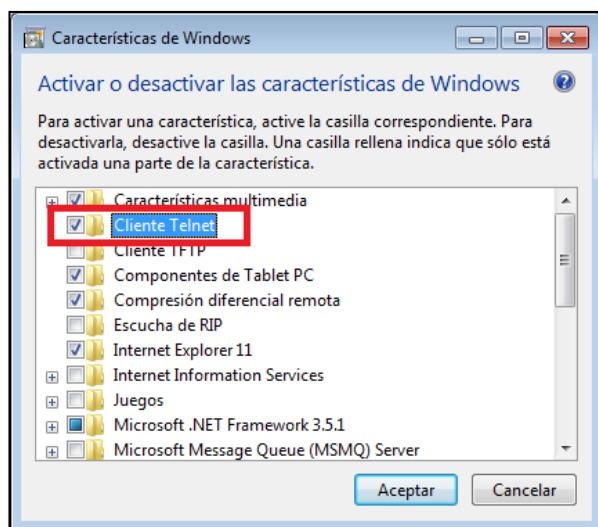 Características de Windows
Activar o desactivar las características de Windows
Para activar una característica, active la casilla correspondiente. Para
desactivarla, desactive la casilla. Una casilla rellena indica que sólo está
activada una parte de la característica.
Características multimedia
Cliente Telnet
Cliente TFTP
Componentes de Tablet PC
Compresión diferencial remota
Escucha de RIP
Internet Explorer 11
Internet Information Services
Juegos
Microsoft .NET Framework 3.5.1
Microsoft Message Queue (MSMQ) Server
Aceptar Cancelar